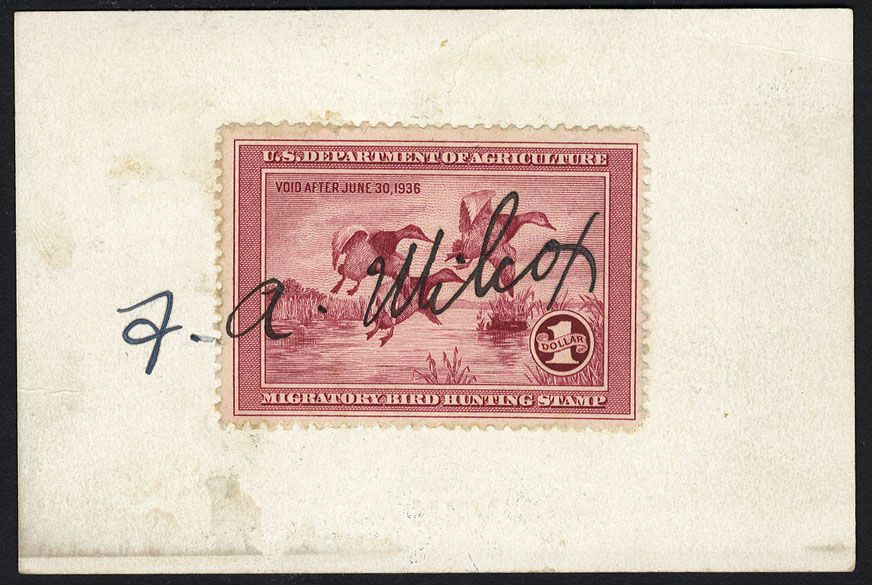 U.S. DEPARTMENT OF AGRICULTURE
VOID AFTER JUNE 30, 1936
F. A. Wilcox
1
DOLLAR
MIGRATORY BIRD HUNTING STAMP